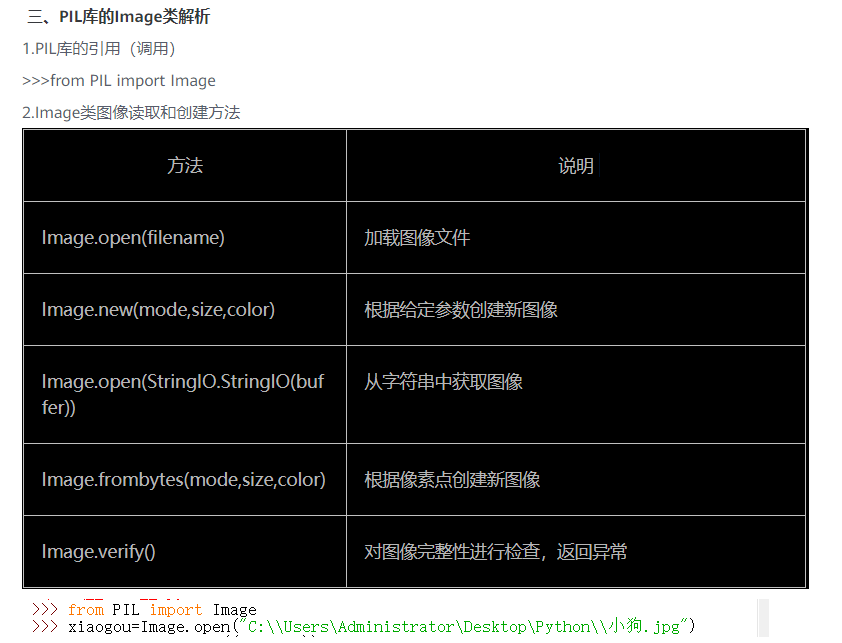 三、PIL库的Image类解析
1.PIL库的引用（调用）
>>>from PIL import Image
2.Image类图像读取和创建方法
方法 说明
Image.open(filename) 加载图像文件
Image.new(mode,size,color) 根据给定参数创建新图像
Image.open(StringIO.StringIO(buf 从字符串中获取图像
fer))
Image.frombytes(mode,size,color) 根据像素点创建新图像
Image.verify() 对图像完整性进行检查，返回异常
>>> from PIL import Image
>>> xiaogou=Image.open("C:\\Users\Administrator\Desktop\Python\\小狗.jpg")